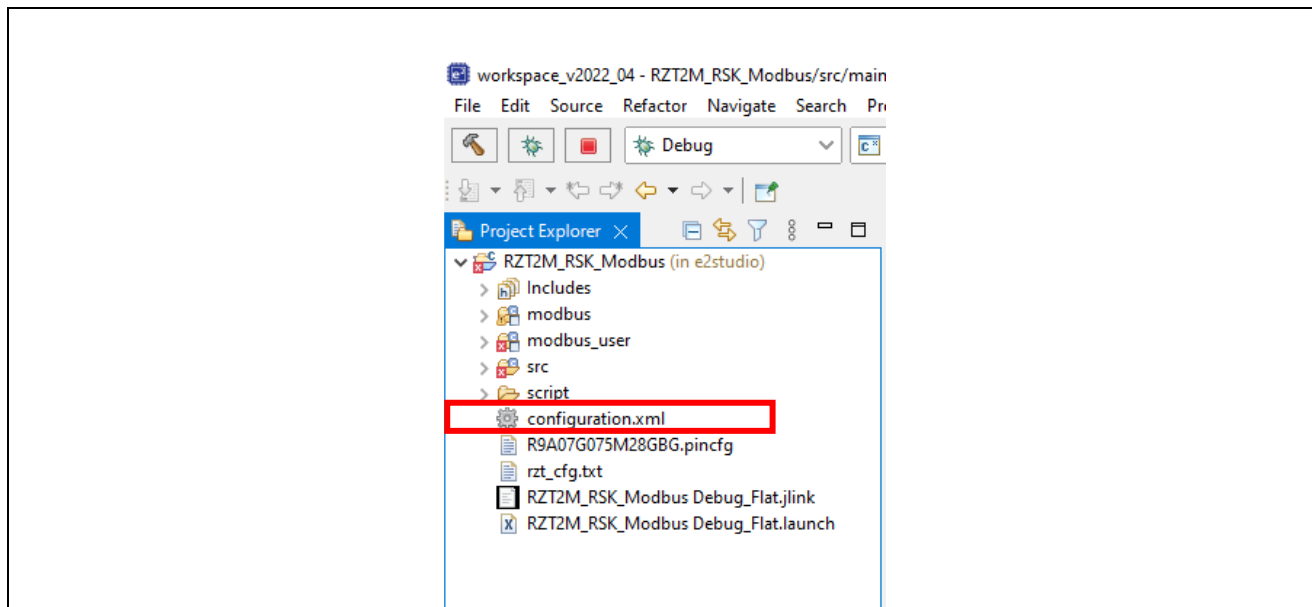 workspace_v2022_04 - RZT2M_RSK_Modbus/src/main
File Edit Source Refactor Navigate Search Pr
Debug
Project Explorer
RZT2M_RSK_Modbus (in e2studio)
Includes
modbus
modbus_user
src
script
configuration.xml
R9A07G075M28GBG.pincfg
rzt_cfg.txt
RZT2M_RSK_Modbus Debug_Flat.jlink
RZT2M_RSK_Modbus Debug_Flat.launch